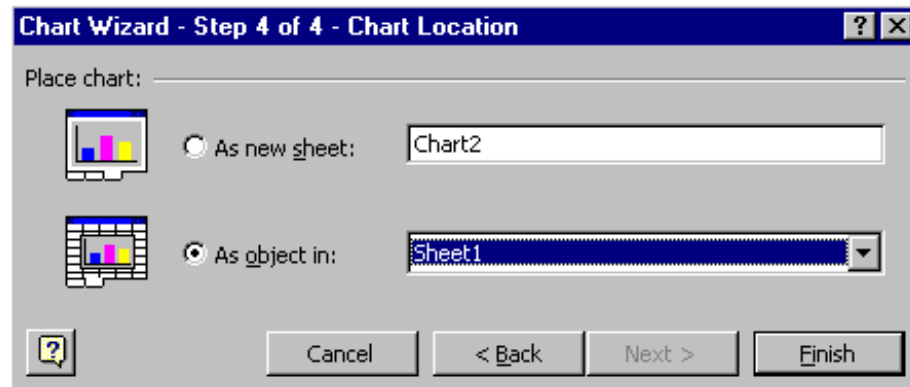 Chart Wizard - Step 4 of 4 - Chart Location ?
Place chart:
As new sheet: Chart2
As object in: Sheet1
? Cancel < Back Next > Finish